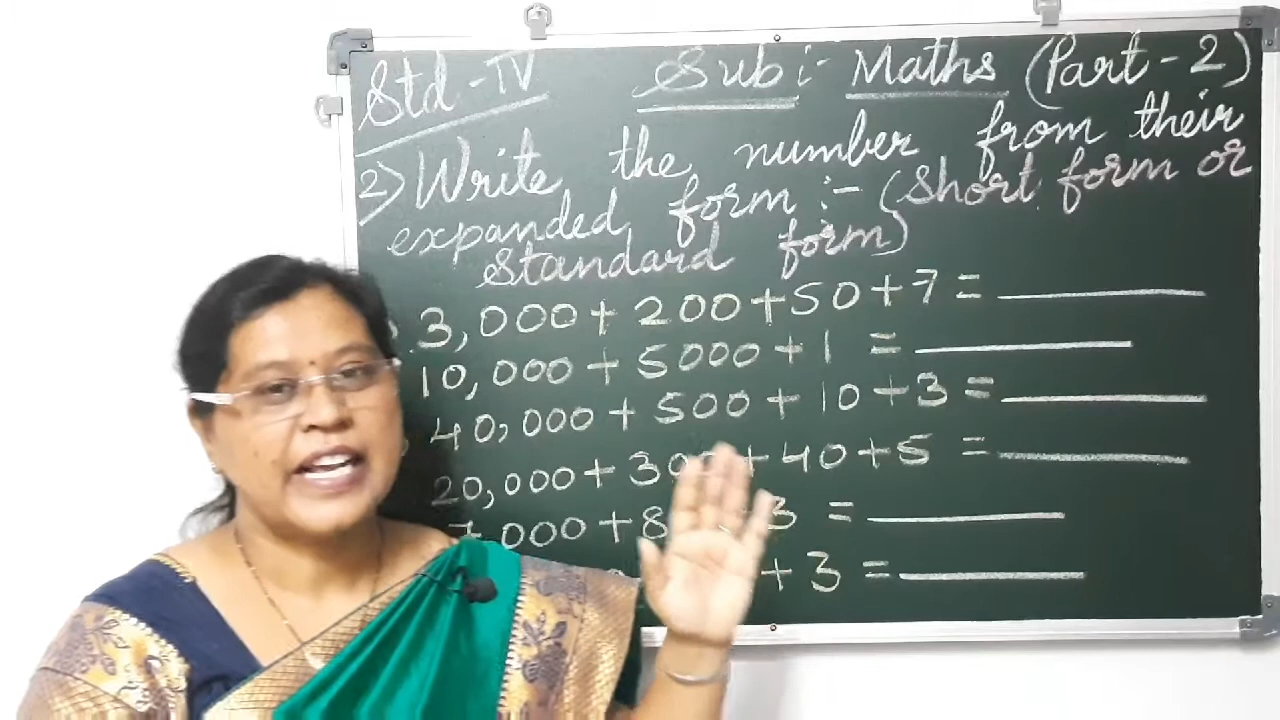 Std - IV Sub :- Maths (Part - 2)
2) Write the number from their
expanded form :- (Short form or
Standard form)
3,000 + 200 + 50 + 7 =
10,000 + 5000 + 1 =
40,000 + 500 + 10 + 3 =
20,000 + 300 + 40 + 5 =
7,000 + 8 3 =
+ 3 =